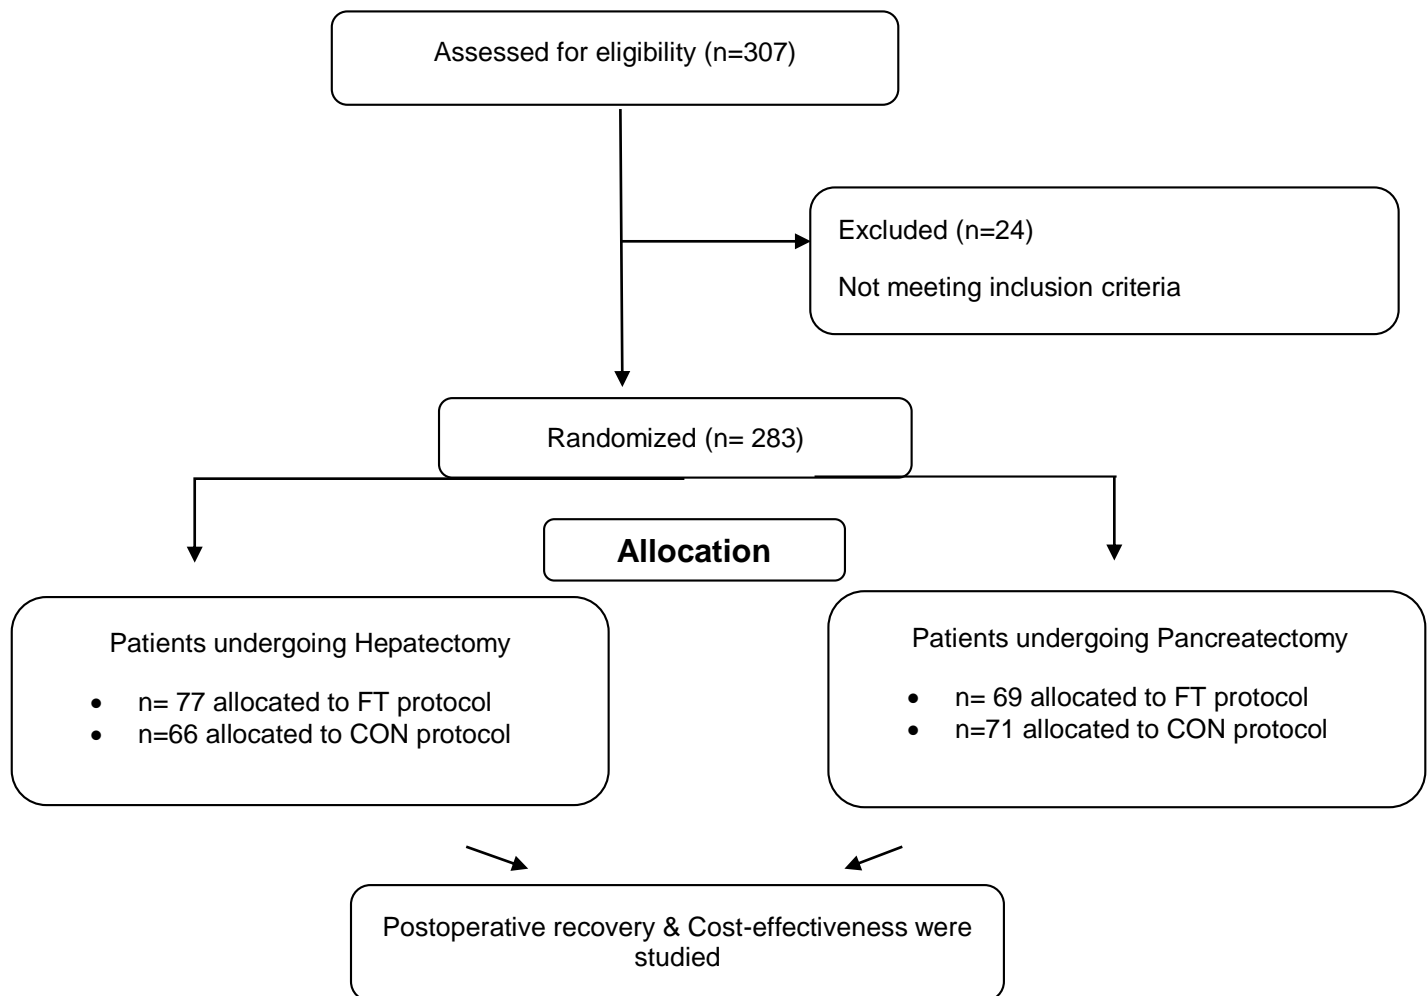 Assessed for eligibility (n=307)
Excluded (n=24)
Not meeting inclusion criteria
Randomized (n= 283)
Allocation
Patients undergoing Hepatectomy
• n= 77 allocated to FT protocol
• n=66 allocated to CON protocol
Patients undergoing Pancreatectomy
• n= 69 allocated to FT protocol
• n=71 allocated to CON protocol
Postoperative recovery & Cost-effectiveness were
studied